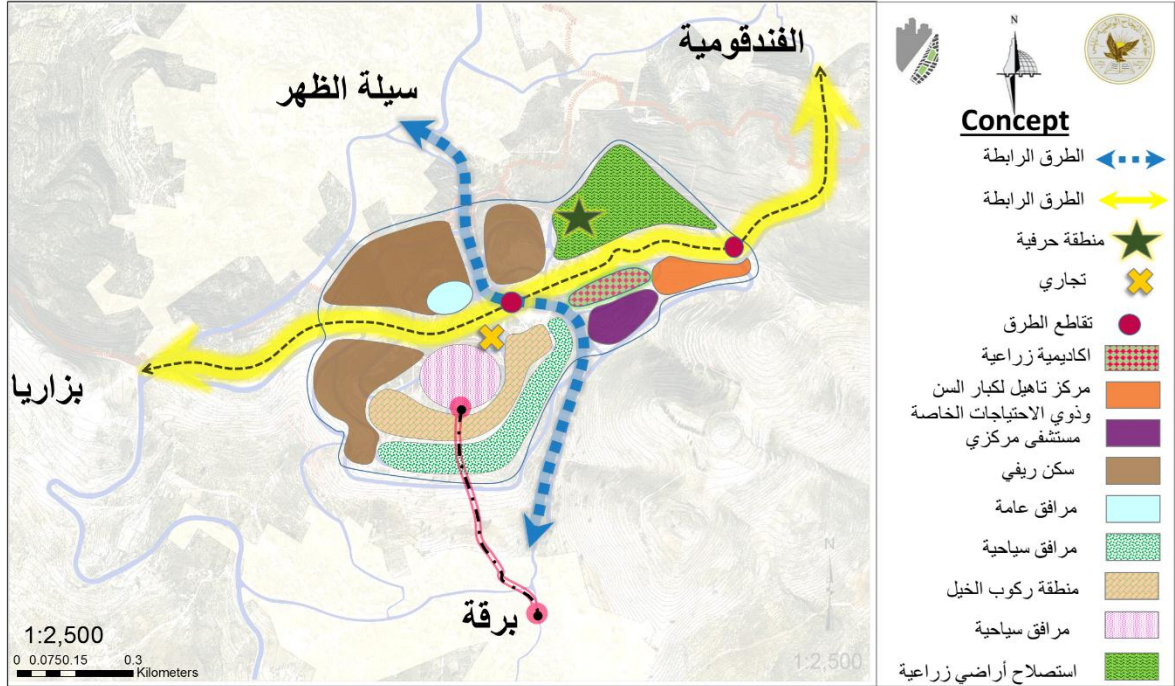 الفندقومية
سيلة الظهر
بزاريا
برقة
1:2,500
0 0.0750.15 0.3
Kilometers
N
1:2,500
N
Concept
الطرق الرابطة
الطرق الرابطة
منطقة حرفية
تجاري
تقاطع الطرق
اكاديمية زراعية
مركز تاهيل لكبار السن
وذوي الاحتياجات الخاصة
مستشفى مركزي
سكن ريفي
مرافق عامة
مرافق سياحية
منطقة ركوب الخيل
مرافق سياحية
استصلاح أراضي زراعية